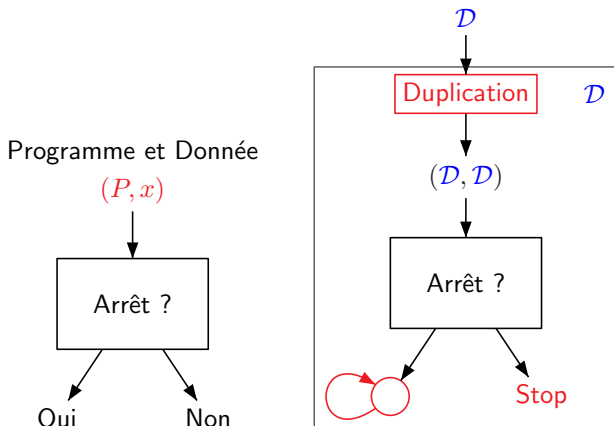 Programme et Donnée
(P, x)
Arrêt ?
Oui
Non
𝒟
Duplication
𝒟
(𝒟, 𝒟)
Arrêt ?
Stop